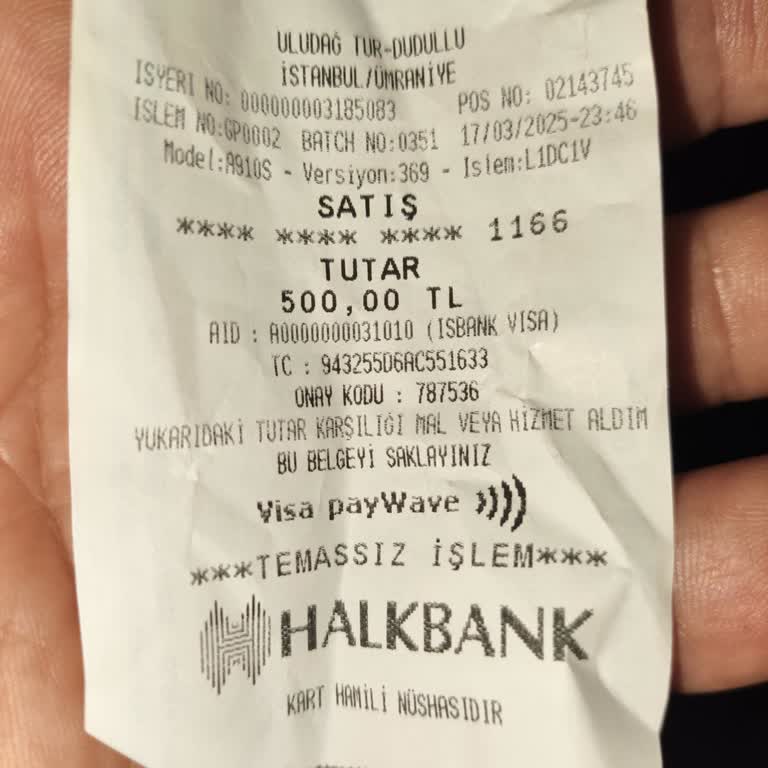 ULUDAĞ TUR-DUDULLU
İSTANBUL/ÜMRANİYE
ISYERI NO: 000000003185083 POS NO: 02143745
ISLEM NO:GP0002 BATCH NO:0351 17/03/2025-23:46
Model:A910S - Versiyon:369 - Islem:L1DC1V
SATIŞ
**** **** **** 1166
TUTAR
500,00 TL
AID : A0000000031010 (ISBANK VISA)
TC : 943255D6AC551633
ONAY KODU : 787536
YUKARIDAKİ TUTAR KARŞILIĞI MAL VEYA HİZMET ALDIM
BU BELGEYİ SAKLAYINIZ
Visa payWave
***TEMASSIZ İŞLEM***
HALKBANK
KART HAMİLİ NÜSHASIDIR